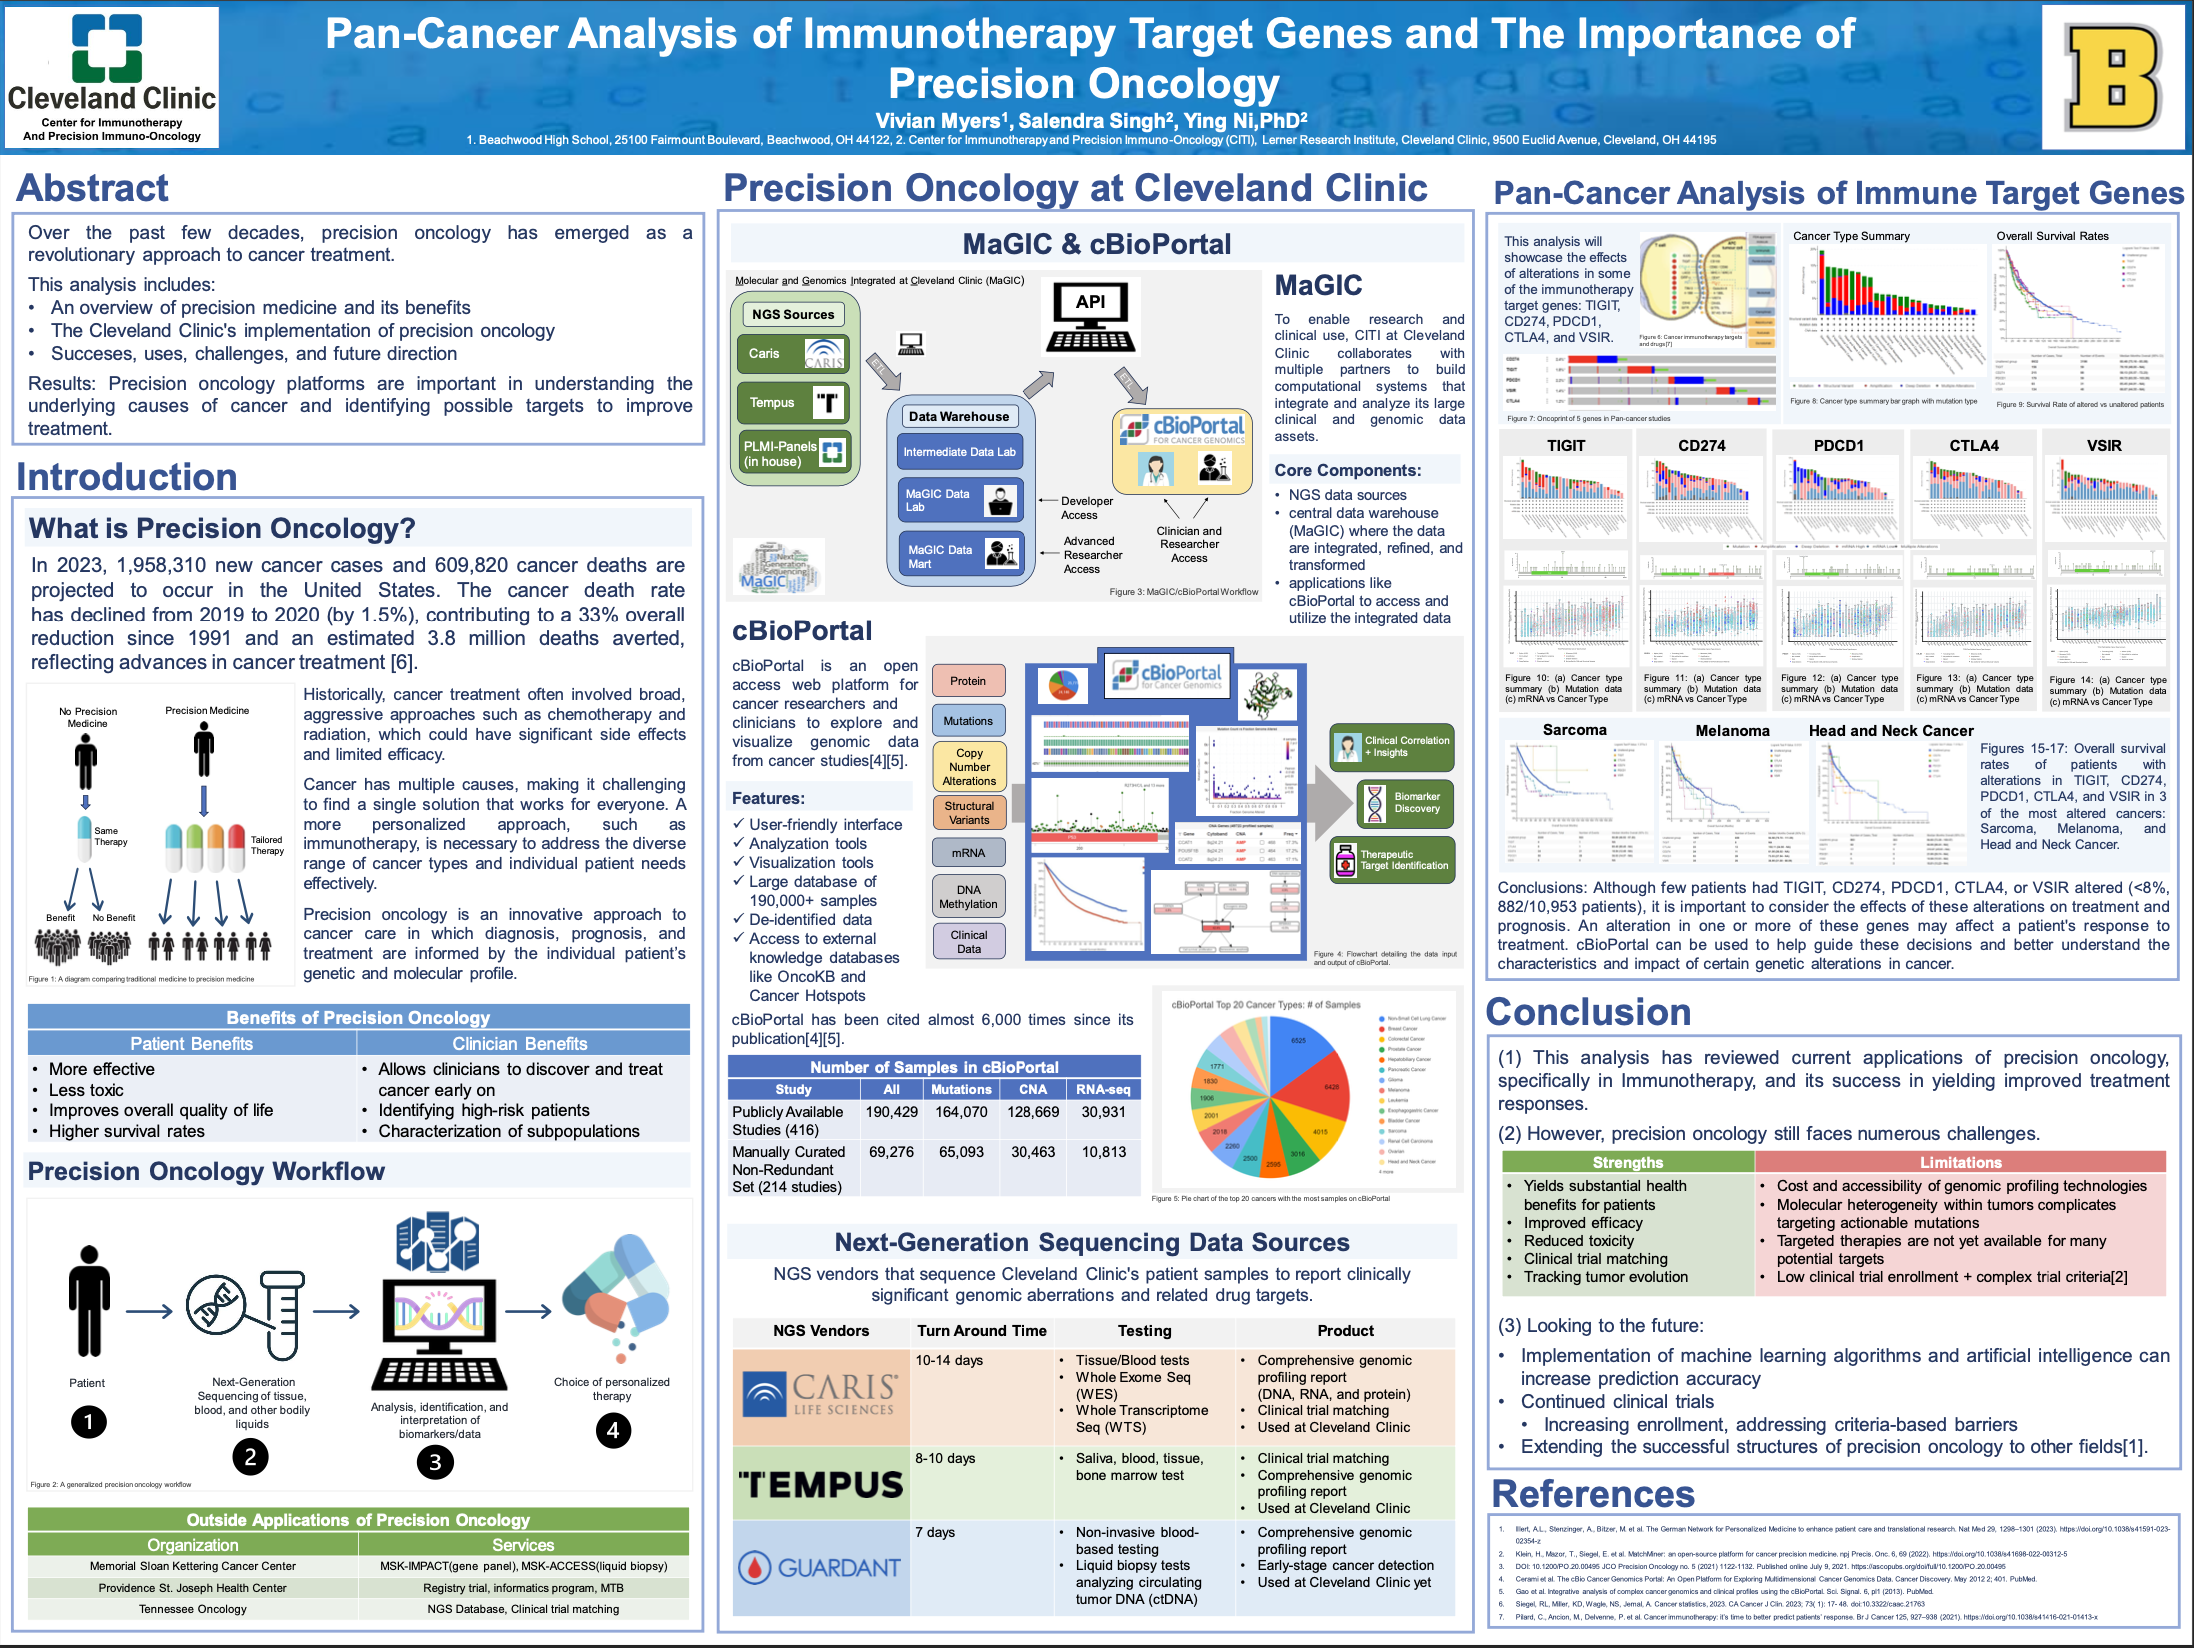 Cleveland Clinic
Center for Immunotherapy
And Precision Immuno-Oncology
Pan-Cancer Analysis of Immunotherapy Target Genes and The Importance of
Precision Oncology
Vivian Myers1, Salendra Singh2, Ying Ni,PhD2
1. Beachwood High School, 25100 Fairmount Boulevard, Beachwood, OH 44122, 2. Center for Immunotherapy and Precision Immuno-Oncology (CITI), Lerner Research Institute, Cleveland Clinic, 9500 Euclid Avenue, Cleveland, OH 44195
B
Abstract
Over the past few decades, precision oncology has emerged as a
revolutionary approach to cancer treatment.
This analysis includes:
• An overview of precision medicine and its benefits
• The Cleveland Clinic's implementation of precision oncology
• Succeses, uses, challenges, and future direction
Results: Precision oncology platforms are important in understanding the
underlying causes of cancer and identifying possible targets to improve
treatment.
Introduction
What is Precision Oncology?
In 2023, 1,958,310 new cancer cases and 609,820 cancer deaths are
projected to occur in the United States. The cancer death rate
has declined from 2019 to 2020 (by 1.5%), contributing to a 33% overall
reduction since 1991 and an estimated 3.8 million deaths averted,
reflecting advances in cancer treatment [6].
No Precision
Medicine
Precision Medicine
Same
Therapy
Tailored
Therapy
Benefit
No Benefit
Figure 1: A diagram comparing traditional medicine to precision medicine
Historically, cancer treatment often involved broad,
aggressive approaches such as chemotherapy and
radiation, which could have significant side effects
and limited efficacy.
Cancer has multiple causes, making it challenging
to find a single solution that works for everyone. A
more personalized approach, such as
immunotherapy, is necessary to address the diverse
range of cancer types and individual patient needs
effectively.
Precision oncology is an innovative approach to
cancer care in which diagnosis, prognosis, and
treatment are informed by the individual patient's
genetic and molecular profile.
Benefits of Precision Oncology
Patient Benefits
• More effective
• Less toxic
• Improves overall quality of life
• Higher survival rates
Clinician Benefits
• Allows clinicians to discover and treat
cancer early on
• Identifying high-risk patients
• Characterization of subpopulations
Precision Oncology Workflow
Patient
1
Next-Generation
Sequencing of tissue,
blood, and other bodily
liquids
2
Analysis, identification, and
interpretation of
biomarkers/data
3
Choice of personalized
therapy
4
Figure 2: A generalized precision oncology workflow
Outside Applications of Precision Oncology
Organization Services
Memorial Sloan Kettering Cancer Center MSK-IMPACT(gene panel), MSK-ACCESS(liquid biopsy)
Providence St. Joseph Health Center Registry trial, informatics program, MTB
Tennessee Oncology NGS Database, Clinical trial matching
Precision Oncology at Cleveland Clinic
MaGIC & cBioPortal
Molecular and Genomics Integrated at Cleveland Clinic (MaGIC)
NGS Sources
Caris
CARIS
Tempus
T
PLMI-Panels
(in house)
ETL
API
ETL
Data Warehouse
Intermediate Data Lab
MaGIC Data
Lab
MaGIC Data
Mart
cBioPortal
FOR CANCER GENOMICS
Developer
Access
Advanced
Researcher
Access
Clinician and
Researcher
Access
Next
Generation
Sequencing
MaGIC
Figure 3: MaGIC/cBioPortal Workflow
MaGIC
To enable research and
clinical use, CITI at Cleveland
Clinic collaborates with
multiple partners to build
computational systems that
integrate and analyze its large
clinical and genomic data
assets.
Core Components:
• NGS data sources
• central data warehouse
(MaGIC) where the data
are integrated, refined, and
transformed
• applications like
cBioPortal to access and
utilize the integrated data
cBioPortal
cBioPortal is an open
access web platform for
cancer researchers and
clinicians to explore and
visualize genomic data
from cancer studies[4][5].
Features:
✓ User-friendly interface
✓ Analyzation tools
✓ Visualization tools
✓ Large database of
190,000+ samples
✓ De-identified data
✓ Access to external
knowledge databases
like OncoKB and
Cancer Hotspots
Protein
Mutations
Copy
Number
Alterations
Structural
Variants
mRNA
DNA
Methylation
Clinical
Data
cBioPortal
for Cancer Genomics
Clinical Correlation
+ Insights
Biomarker
Discovery
Therapeutic
Target Identification
Figure 4: Flowchart detailing the data input
and output of cBioPortal.
cBioPortal has been cited almost 6,000 times since its
publication[4][5].
Number of Samples in cBioPortal
Study All Mutations CNA RNA-seq
Publicly Available
Studies (416) 190,429 164,070 128,669 30,931
Manually Curated
Non-Redundant
Set (214 studies) 69,276 65,093 30,463 10,813
cBioPortal Top 20 Cancer Types: # of Samples
6525
6428
4015
3016
2595
2500
2260
2018
2001
1906
1830
1771
Non-Small Cell Lung Cancer
Breast Cancer
Colorectal Cancer
Prostate Cancer
Hepatobiliary Cancer
Pancreatic Cancer
Glioma
Melanoma
Leukemia
Esophagogastric Cancer
Bladder Cancer
Sarcoma
Renal Cell Carcinoma
Ovarian
Head and Neck Cancer
Figure 5: Pie chart of the top 20 cancers with the most samples on cBioPortal
Next-Generation Sequencing Data Sources
NGS vendors that sequence Cleveland Clinic's patient samples to report clinically
significant genomic aberrations and related drug targets.
NGS Vendors Turn Around Time Testing Product
CARIS
LIFE SCIENCES
10-14 days
• Tissue/Blood tests
• Whole Exome Seq
(WES)
• Whole Transcriptome
Seq (WTS)
• Comprehensive genomic
profiling report
(DNA, RNA, and protein)
• Clinical trial matching
• Used at Cleveland Clinic
TEMPUS
8-10 days
• Saliva, blood, tissue,
bone marrow test
• Clinical trial matching
• Comprehensive genomic
profiling report
• Used at Cleveland Clinic
GUARDANT
7 days
• Non-invasive blood-
based testing
• Liquid biopsy tests
analyzing circulating
tumor DNA (ctDNA)
• Comprehensive genomic
profiling report
• Early-stage cancer detection
• Used at Cleveland Clinic yet
Pan-Cancer Analysis of Immune Target Genes
This analysis will
showcase the effects
of alterations in some
of the immunotherapy
target genes: TIGIT,
CD274, PDCD1,
CTLA4, and VSIR.
Figure 6: Cancer immunotherapy targets
and drugs[7]
CD274
TIGIT
PDCD1
VSIR
CTLA4
Figure 7: Oncoprint of 5 genes in Pan-cancer studies
Cancer Type Summary
Figure 8: Cancer type summary bar graph with mutation type
Overall Survival Rates
Figure 9: Survival Rate of altered vs unaltered patients
TIGIT
CD274
PDCD1
CTLA4
VSIR
Figure 10: (a) Cancer type
summary (b) Mutation data
(c) mRNA vs Cancer Type
Figure 11: (a) Cancer type
summary (b) Mutation data
(c) mRNA vs Cancer Type
Figure 12: (a) Cancer type
summary (b) Mutation data
(c) mRNA vs Cancer Type
Figure 13: (a) Cancer type
summary (b) Mutation data
(c) mRNA vs Cancer Type
Figure 14: (a) Cancer type
summary (b) Mutation data
(c) mRNA vs Cancer Type
Sarcoma
Melanoma
Head and Neck Cancer
Figures 15-17: Overall survival
rates of patients with
alterations in TIGIT, CD274,
PDCD1, CTLA4, and VSIR in 3
of the most altered cancers:
Sarcoma, Melanoma, and
Head and Neck Cancer.
Conclusions: Although few patients had TIGIT, CD274, PDCD1, CTLA4, or VSIR altered (<8%,
882/10,953 patients), it is important to consider the effects of these alterations on treatment and
prognosis. An alteration in one or more of these genes may affect a patient's response to
treatment. cBioPortal can be used to help guide these decisions and better understand the
characteristics and impact of certain genetic alterations in cancer.
Conclusion
(1) This analysis has reviewed current applications of precision oncology,
specifically in Immunotherapy, and its success in yielding improved treatment
responses.
(2) However, precision oncology still faces numerous challenges.
Strengths
• Yields substantial health
benefits for patients
• Improved efficacy
• Reduced toxicity
• Clinical trial matching
• Tracking tumor evolution
Limitations
• Cost and accessibility of genomic profiling technologies
• Molecular heterogeneity within tumors complicates
targeting actionable mutations
• Targeted therapies are not yet available for many
potential targets
• Low clinical trial enrollment + complex trial criteria[2]
(3) Looking to the future:
• Implementation of machine learning algorithms and artificial intelligence can
increase prediction accuracy
• Continued clinical trials
• Increasing enrollment, addressing criteria-based barriers
• Extending the successful structures of precision oncology to other fields[1].
References
1. Illert, A.L., Stenzinger, A., Bitzer, M. et al. The German Network for Personalized Medicine to enhance patient care and translational research. Nat Med 29, 1298–1301 (2023). https://doi.org/10.1038/s41591-023-
02354-z
2. Klein, H., Mazor, T., Siegel, E. et al. MatchMiner: an open-source platform for cancer precision medicine. npj Precis. Onc. 6, 69 (2022). https://doi.org/10.1038/s41698-022-00312-5
3. DOI: 10.1200/PO.20.00495 JCO Precision Oncology no. 5 (2021) 1122-1132. Published online July 9, 2021. https://ascopubs.org/doi/full/10.1200/PO.20.00495
4. Cerami et al. The cBio Cancer Genomics Portal: An Open Platform for Exploring Multidimensional Cancer Genomics Data. Cancer Discovery. May 2012 2; 401. PubMed.
5. Gao et al. Integrative analysis of complex cancer genomics and clinical profiles using the cBioPortal. Sci. Signal. 6, pl1 (2013). PubMed.
6. Siegel, RL, Miller, KD, Wagle, NS, Jemal, A. Cancer statistics, 2023. CA Cancer J Clin. 2023; 73( 1): 17- 48. doi:10.3322/caac.21763
7. Pilard, C., Ancion, M., Delvenne, P. et al. Cancer immunotherapy: it's time to better predict patients' response. Br J Cancer 125, 927–938 (2021). https://doi.org/10.1038/s41416-021-01413-x